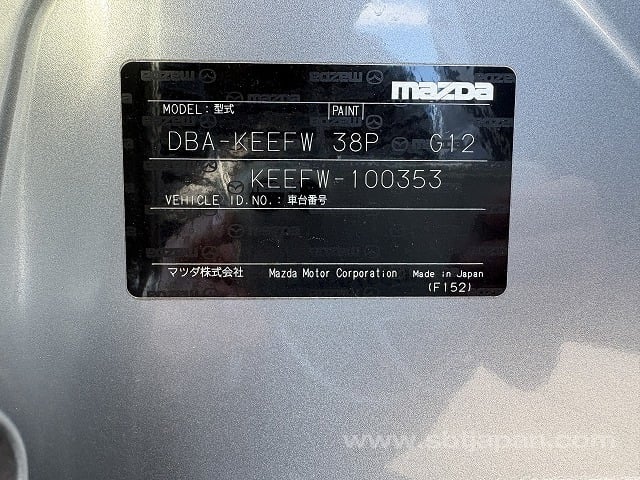 mazda
MODEL: 型式 PAINT
DBA-KEEFW 38P G12
KEEFW-100353
VEHICLE ID.NO.: 車台番号
マツダ株式会社 Mazda Motor Corporation Made in Japan
(F152)
www.sbtjapan.com